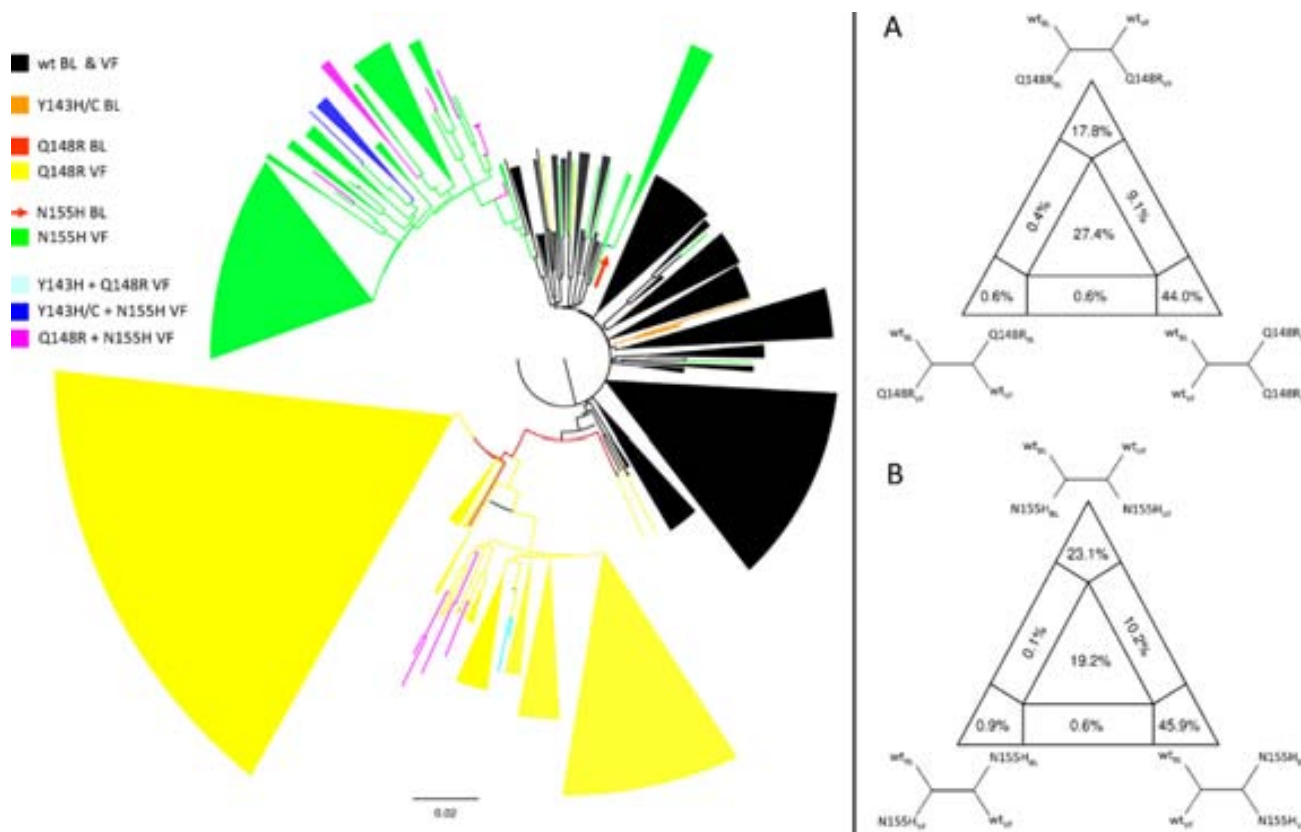 wt BL & VF
Y143H/C BL
Q148R BL
Q148R VF
N155H BL
N155H VF
Y143H + Q148R VF
Y143H/C + N155H VF
Q148R + N155H VF
0.02
A
wtBL wtVF
Q148RBL Q148RVF
17.8%
0.4% 9.1%
27.4%
0.6% 0.6% 44.0%
wtBL Q148RBL wtBL Q148R
Q148RVF wtVF wtVF Q148R
B
wtBL wtVF
N155HBL N155HVF
23.1%
0.1% 10.2%
19.2%
0.9% 0.6% 45.9%
wtBL N155HBL wtBL N155H
N155HVF wtVF wtVF N155H